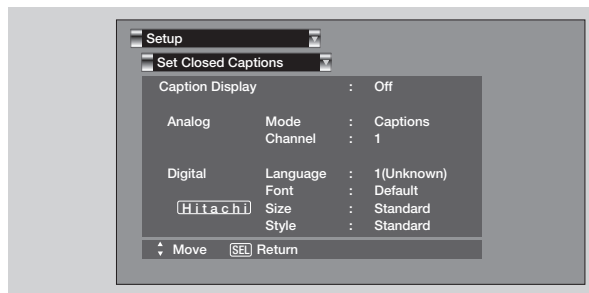 Setup
Set Closed Captions
Caption Display : Off
Analog Mode : Captions
Channel : 1
Digital Language : 1(Unknown)
Font : Default
Hitachi Size : Standard
Style : Standard
Move SEL Return